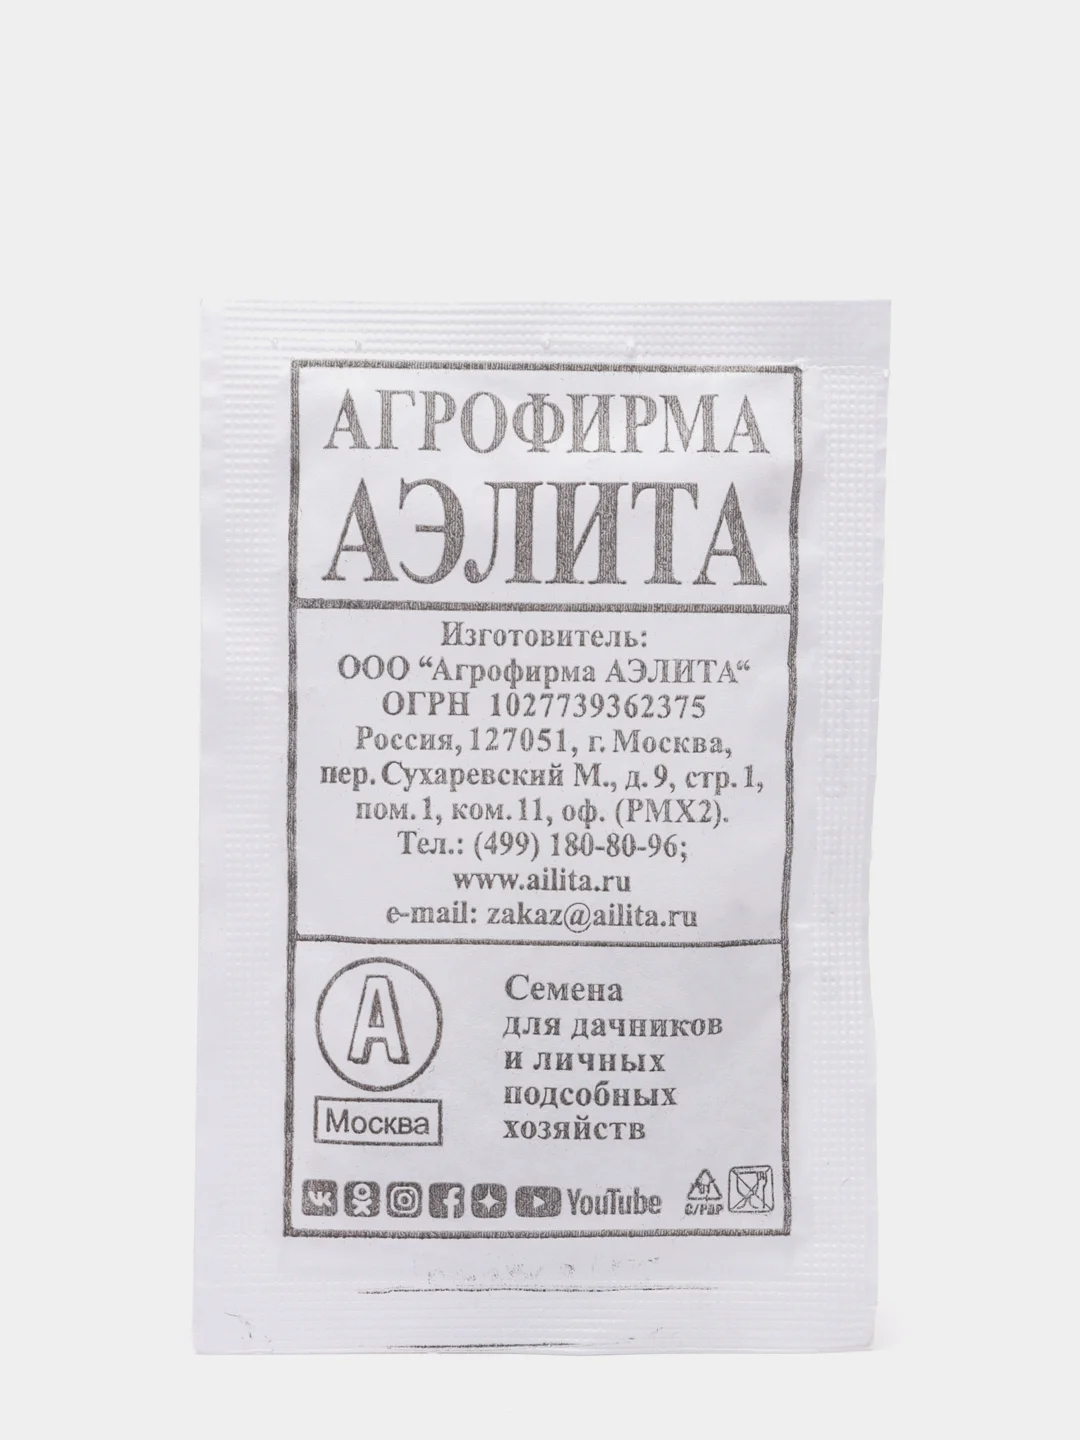 АГРОФИРМА
АЭЛИТА
Изготовитель:
ООО “Агрофирма АЭЛИТА“
ОГРН 1027739362375
Россия, 127051, г. Москва,
пер. Сухаревский М., д. 9, стр. 1,
пом. 1, ком. 11, оф. (РМХ2).
Тел.: (499) 180-80-96;
www.ailita.ru
e-mail: zakaz@ailita.ru
А
Москва
Семена
для дачников
и личных
подсобных
хозяйств
YouTube
C/PAP